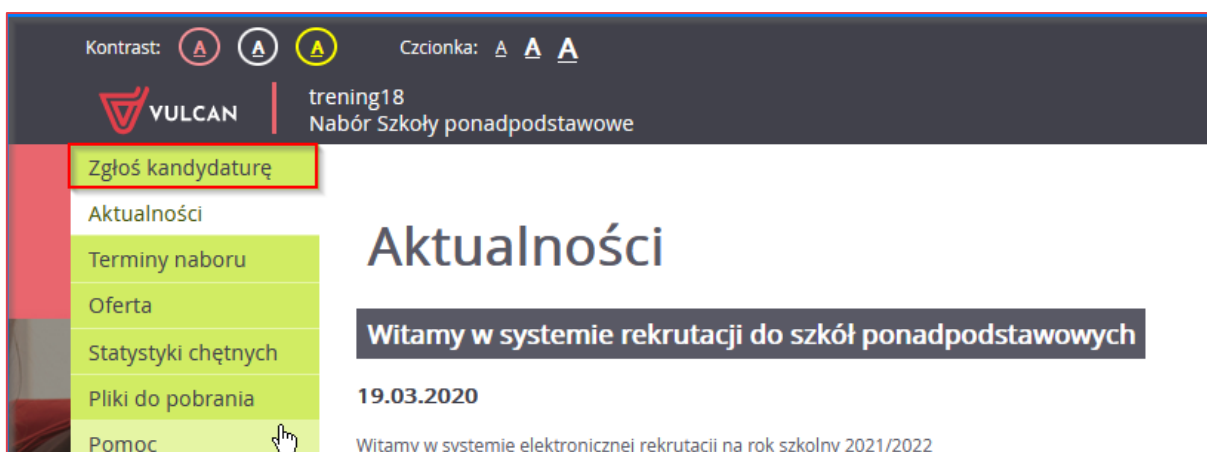 Kontrast: A A A Czcionka: A A A
VULCAN
trening18
Nabór Szkoły ponadpodstawowe
Zgłoś kandydaturę
Aktualności
Terminy naboru
Oferta
Statystyki chętnych
Pliki do pobrania
Pomoc
Aktualności
Witamy w systemie rekrutacji do szkół ponadpodstawowych
19.03.2020
Witamy w systemie elektronicznej rekrutacji na rok szkolny 2021/2022